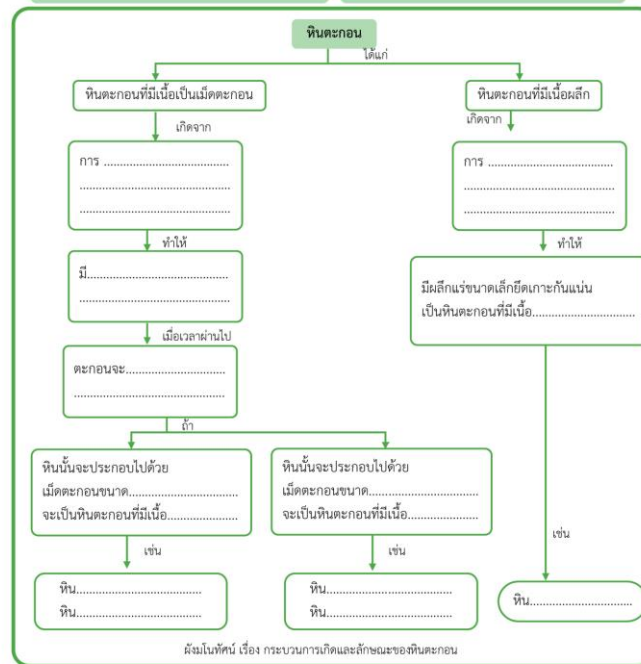 หินตะกอน
ได้แก่
หินตะกอนที่มีเนื้อเป็นเม็ดตะกอน
หินตะกอนที่มีเนื้อผลึก
เกิดจาก
เกิดจาก
การ ......................................
......................................
......................................
การ ......................................
......................................
......................................
ทำให้
ทำให้
มี......................................
......................................
มีผลึกแร่ขนาดเล็กยึดเกาะกันแน่น
เป็นหินตะกอนที่มีเนื้อ..............................
เมื่อเวลาผ่านไป
ตะกอนจะ..............................
......................................
ถ้า
หินนั้นจะประกอบไปด้วย
เม็ดตะกอนขนาด..............................
จะเป็นหินตะกอนที่มีเนื้อ.....................
หินนั้นจะประกอบไปด้วย
เม็ดตะกอนขนาด..............................
จะเป็นหินตะกอนที่มีเนื้อ.....................
เช่น
เช่น
เช่น
หิน......................................
หิน......................................
หิน......................................
หิน......................................
หิน..............................
ผังมโนทัศน์ เรื่อง กระบวนการเกิดและลักษณะของหินตะกอน